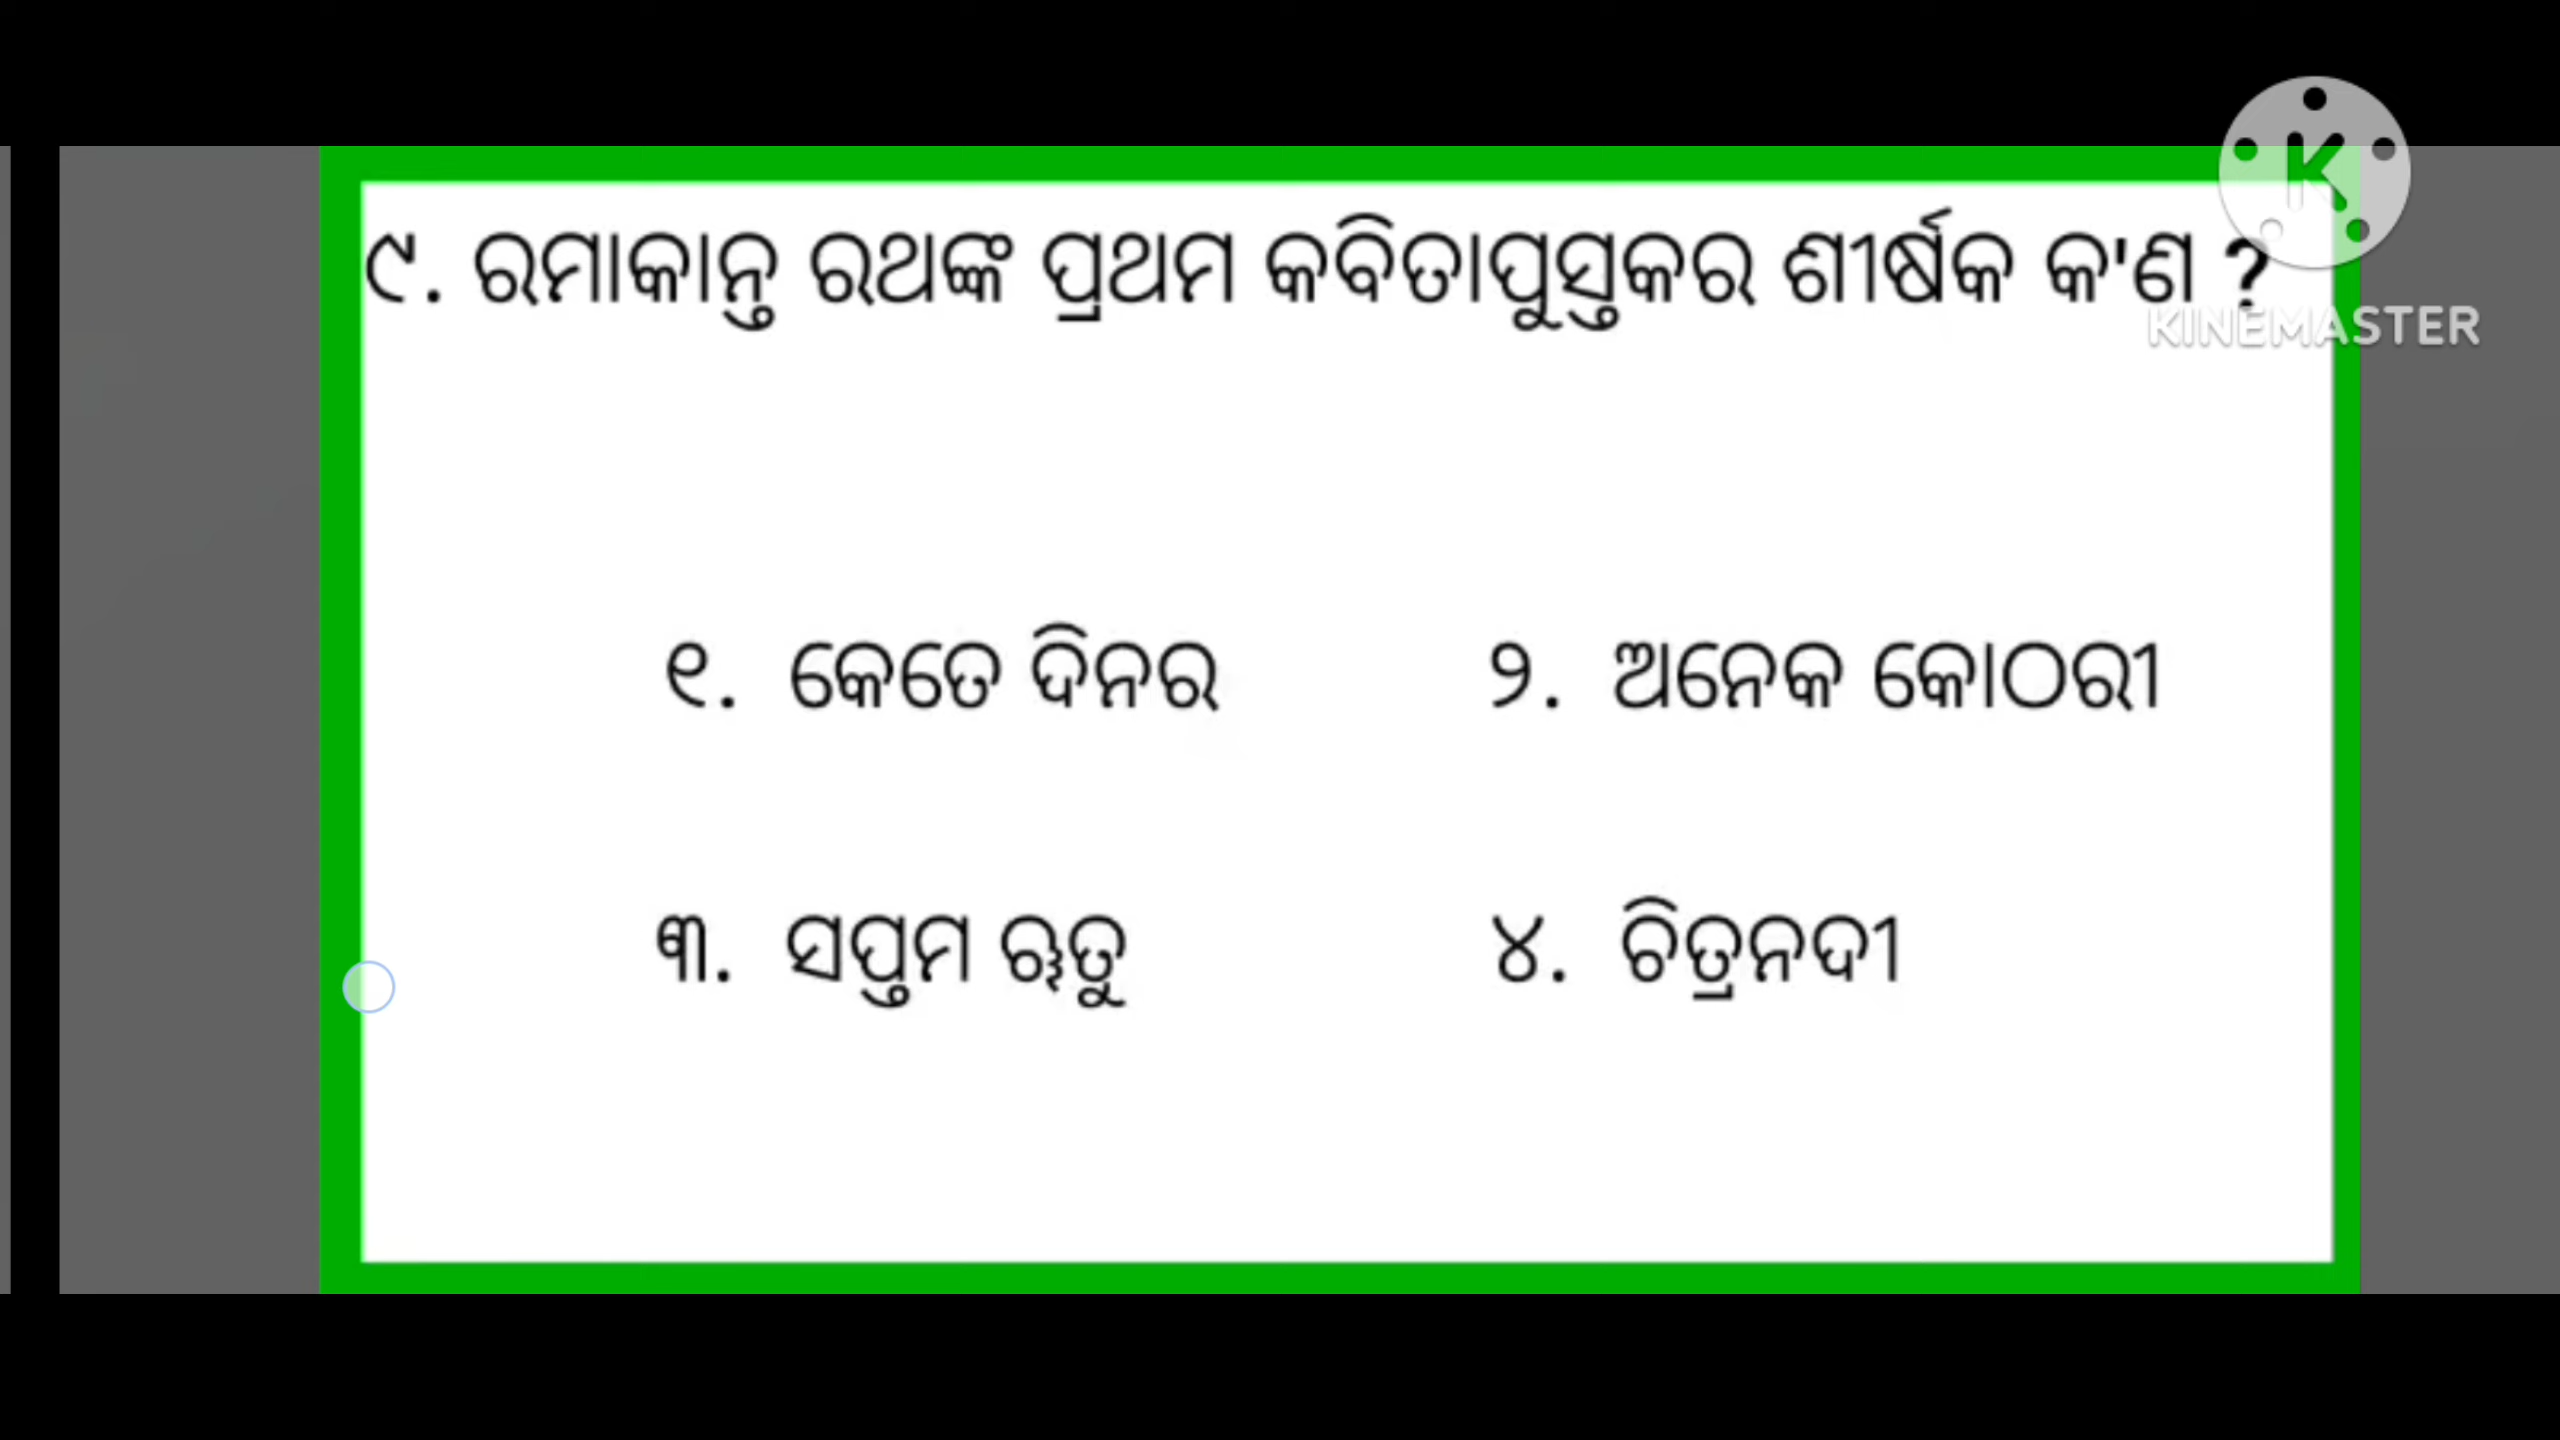 ୯. ରମାକାନ୍ତ ରଥଙ୍କ ପ୍ରଥମ କବିତାପୁସ୍ତକର ଶୀର୍ଷକ କ'ଣ ?
KINEMASTER
୧. କେତେ ଦିନର ୨. ଅନେକ କୋଠରୀ
୩. ସପ୍ତମ ଋତୁ ୪. ଚିତ୍ରନଦୀ